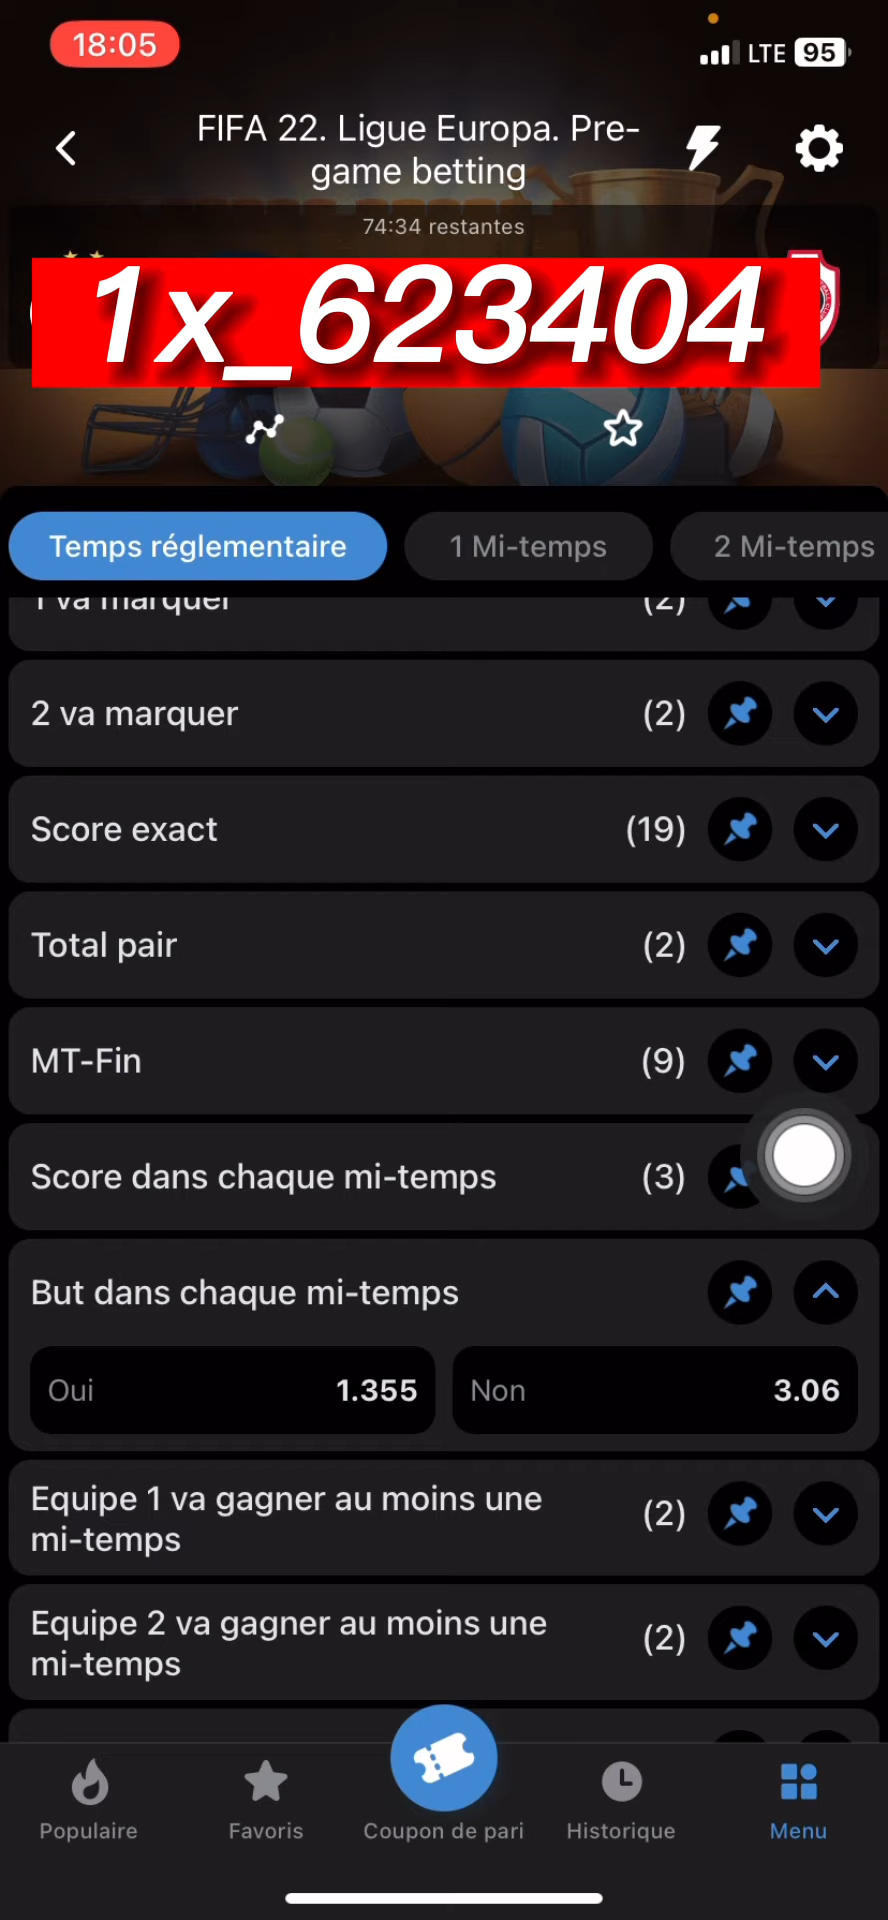 18:05
LTE 95
FIFA 22. Ligue Europa. Pre-
game betting
74:34 restantes
1x_623404
Temps réglementaire
1 Mi-temps
2 Mi-temps
1 va marquer (2)
2 va marquer (2)
Score exact (19)
Total pair (2)
MT-Fin (9)
Score dans chaque mi-temps (3)
But dans chaque mi-temps
Oui 1.355
Non 3.06
Equipe 1 va gagner au moins une
mi-temps (2)
Equipe 2 va gagner au moins une
mi-temps (2)
Populaire
Favoris
Coupon de pari
Historique
Menu